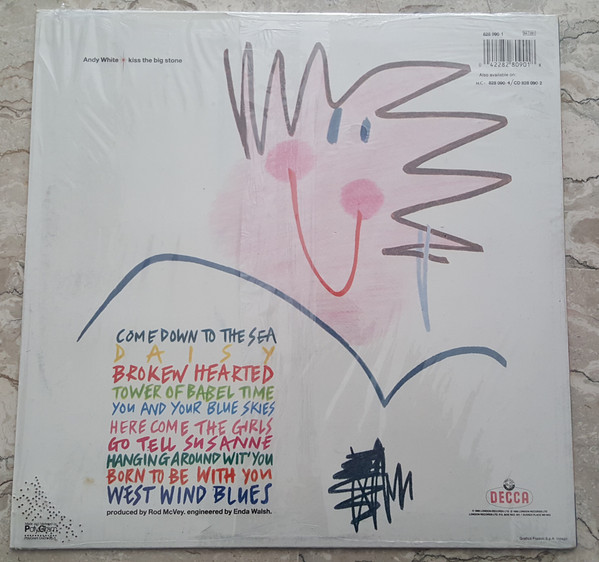 Andy White + kiss the big stone
828 090 1
Also available on:
COME DOWN TO THE SEA
DAISY
BROKEN HEARTED
TOWER OF BABEL TIME
YOU AND YOUR BLUE SKIES
HERE COME THE GIRLS
GO TELL SUSANNE
HANGING AROUND WIT' YOU
BORN TO BE WITH YOU
WEST WIND BLUES
produced by Rod McVey. engineered by Enda Walsh.
PolyGram
DECCA